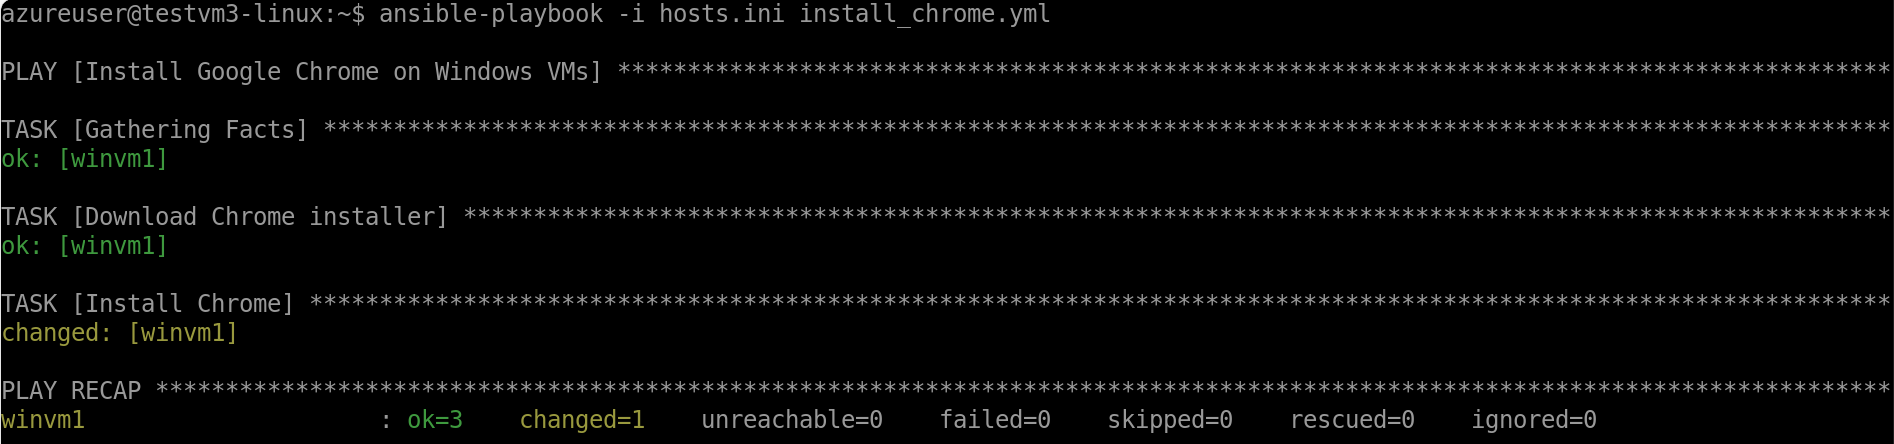 azureuser@testvm3-linux:~$ ansible-playbook -i hosts.ini install_chrome.yml
PLAY [Install Google Chrome on Windows VMs] *******************************************************************************************
TASK [Gathering Facts] ****************************************************************************************************************
ok: [winvm1]
TASK [Download Chrome installer] ******************************************************************************************************
ok: [winvm1]
TASK [Install Chrome] *****************************************************************************************************************
changed: [winvm1]
PLAY RECAP ****************************************************************************************************************************
winvm1                     : ok=3    changed=1    unreachable=0    failed=0    skipped=0    rescued=0    ignored=0